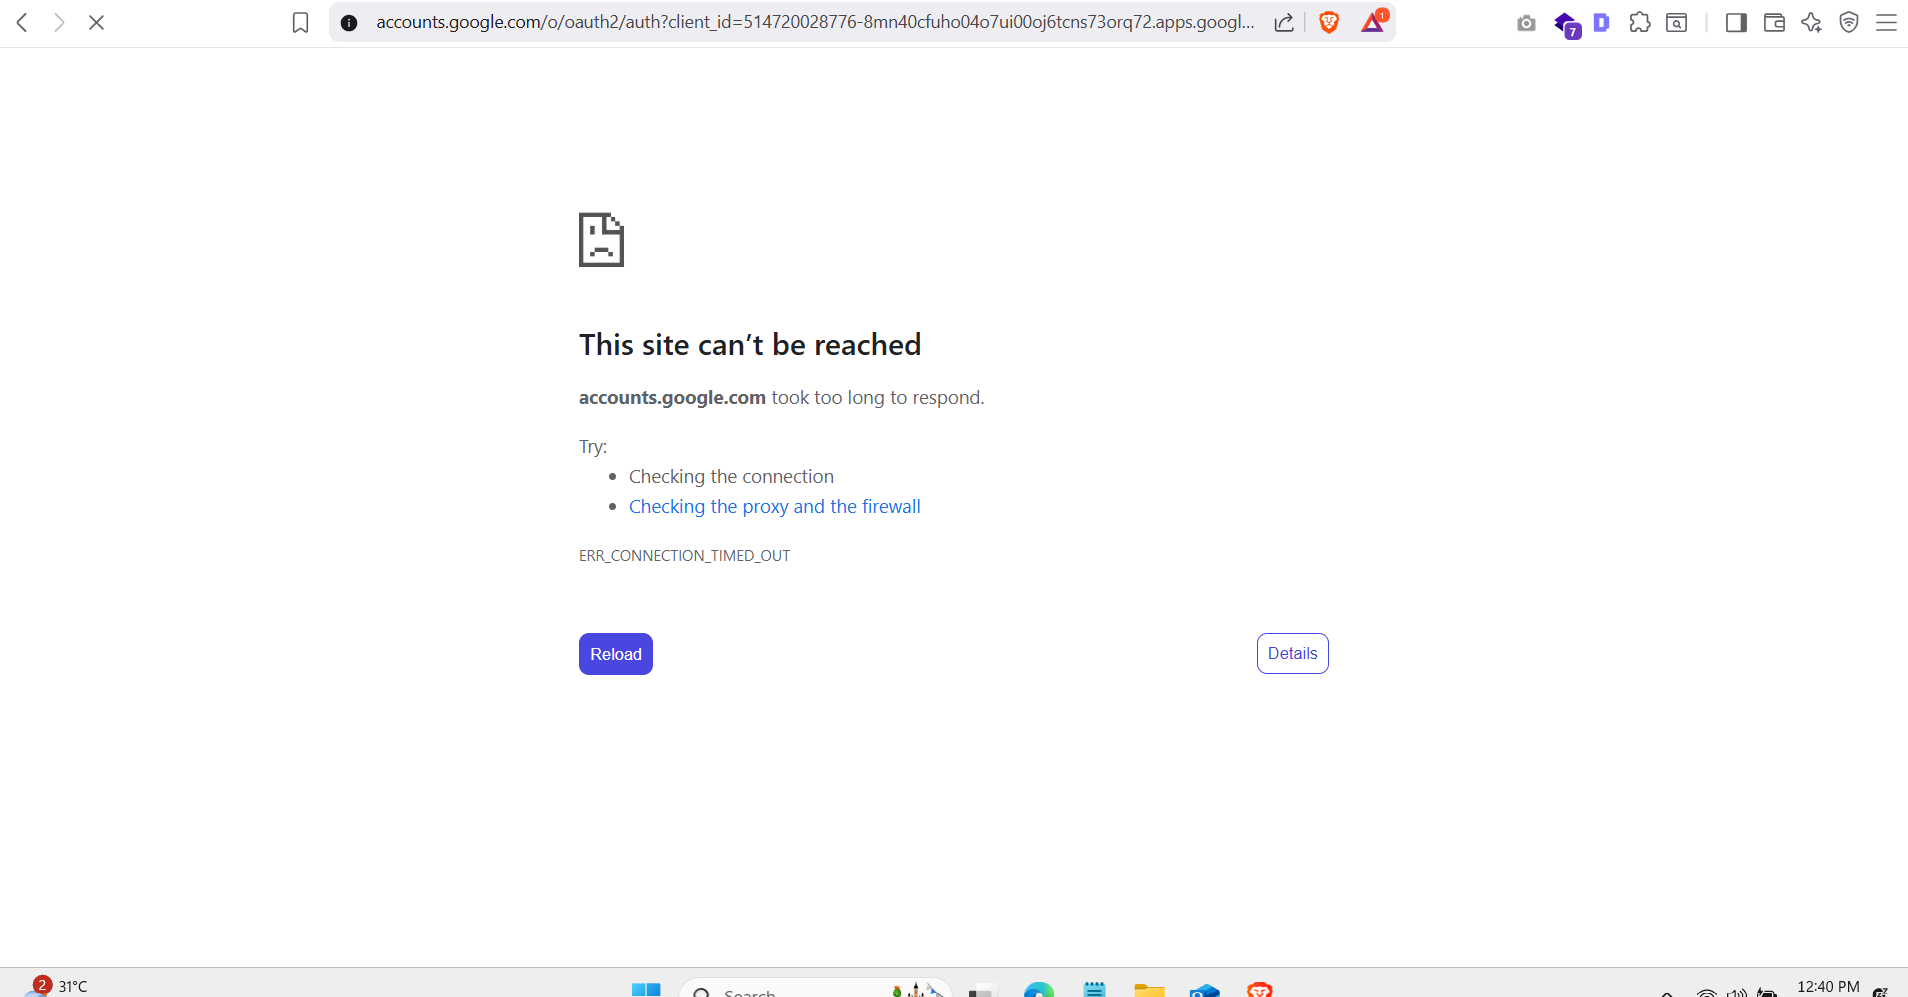 accounts.google.com/o/oauth2/auth?client_id=514720028776-8mn40cfuho04o7ui00oj6tcns73orq72.apps.googl...
1
7
This site can’t be reached
accounts.google.com took too long to respond.
Try:
• Checking the connection
• Checking the proxy and the firewall
ERR_CONNECTION_TIMED_OUT
Reload
Details
2
31°C
Search
12:40 PM